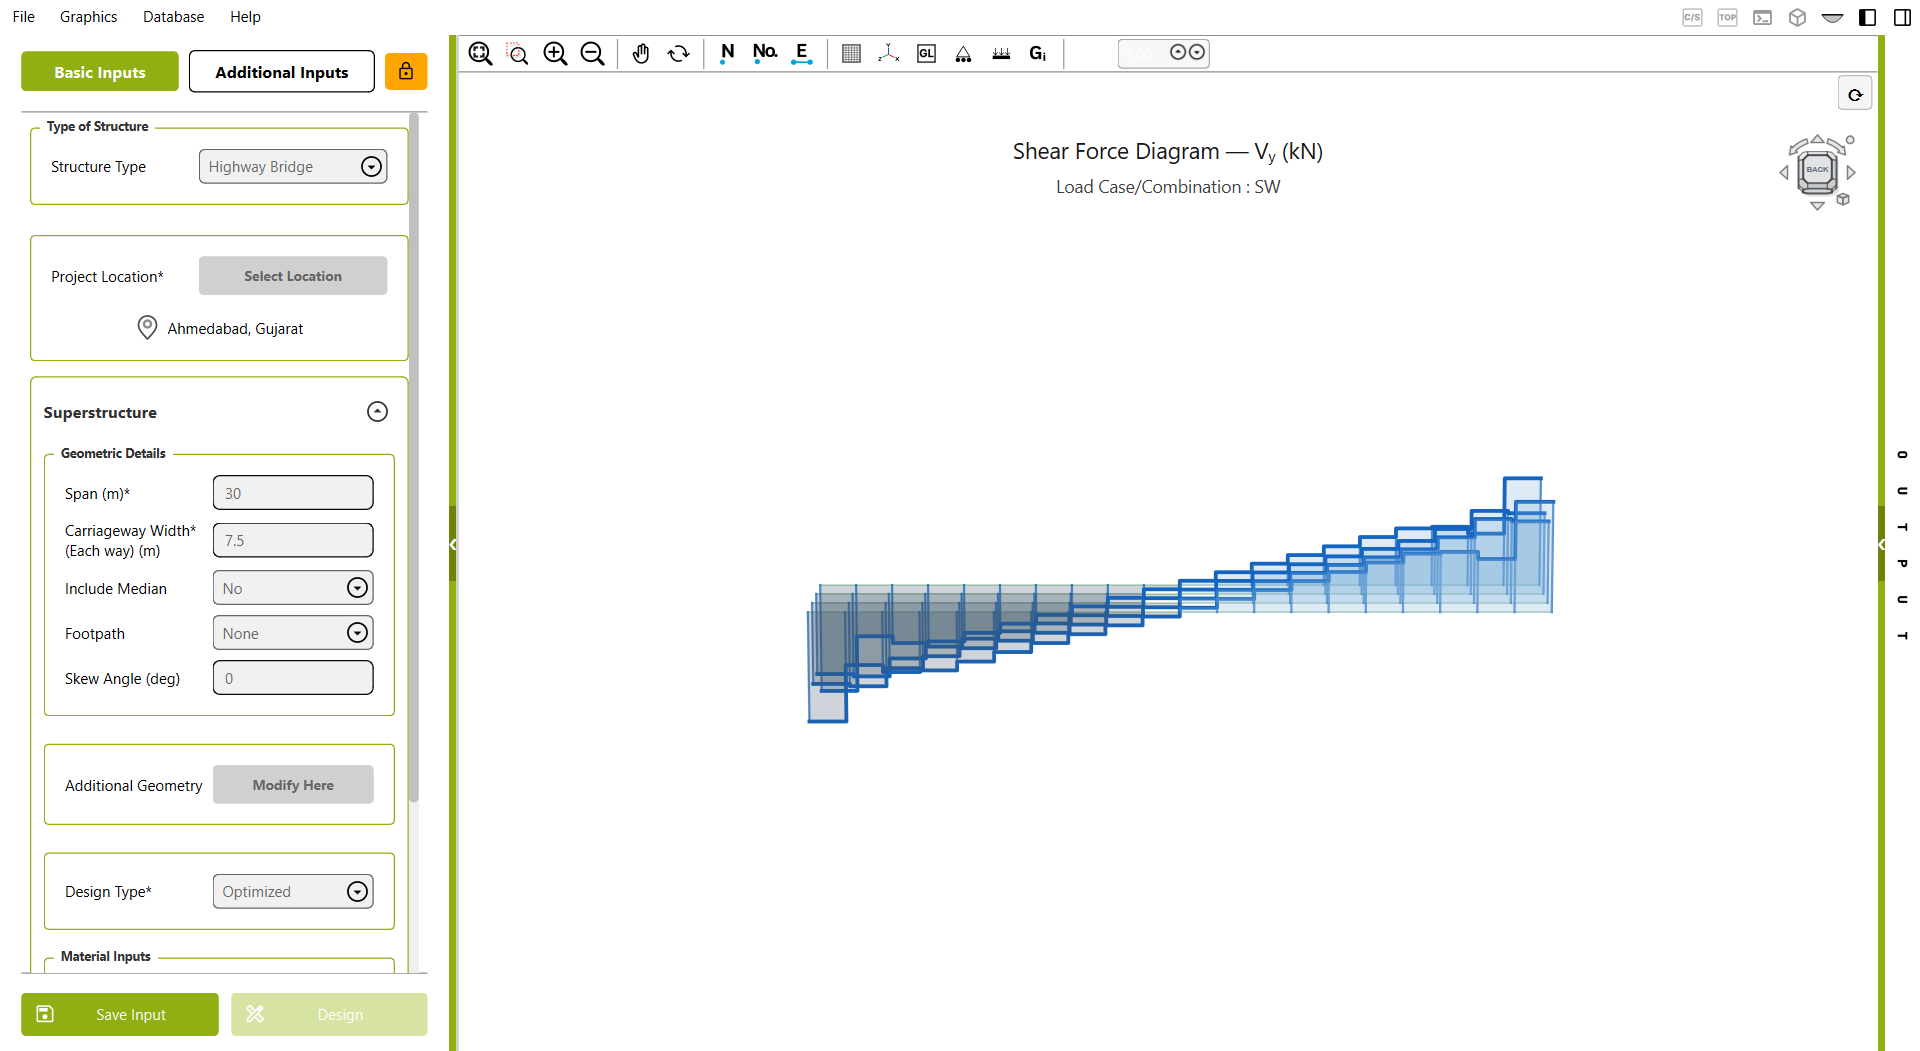 File Graphics Database Help
C/S TOP
Basic Inputs Additional Inputs
N No. E GL Gi
Type of Structure
Structure Type Highway Bridge
Project Location* Select Location
Ahmedabad, Gujarat
Superstructure
Geometric Details
Span (m)* 30
Carriageway Width*
(Each way) (m) 7.5
Include Median No
Footpath None
Skew Angle (deg) 0
Additional Geometry Modify Here
Design Type* Optimized
Material Inputs
Save Input Design
Shear Force Diagram — Vy (kN)
Load Case/Combination : SW
Y
Z X
BACK
OUTPUT